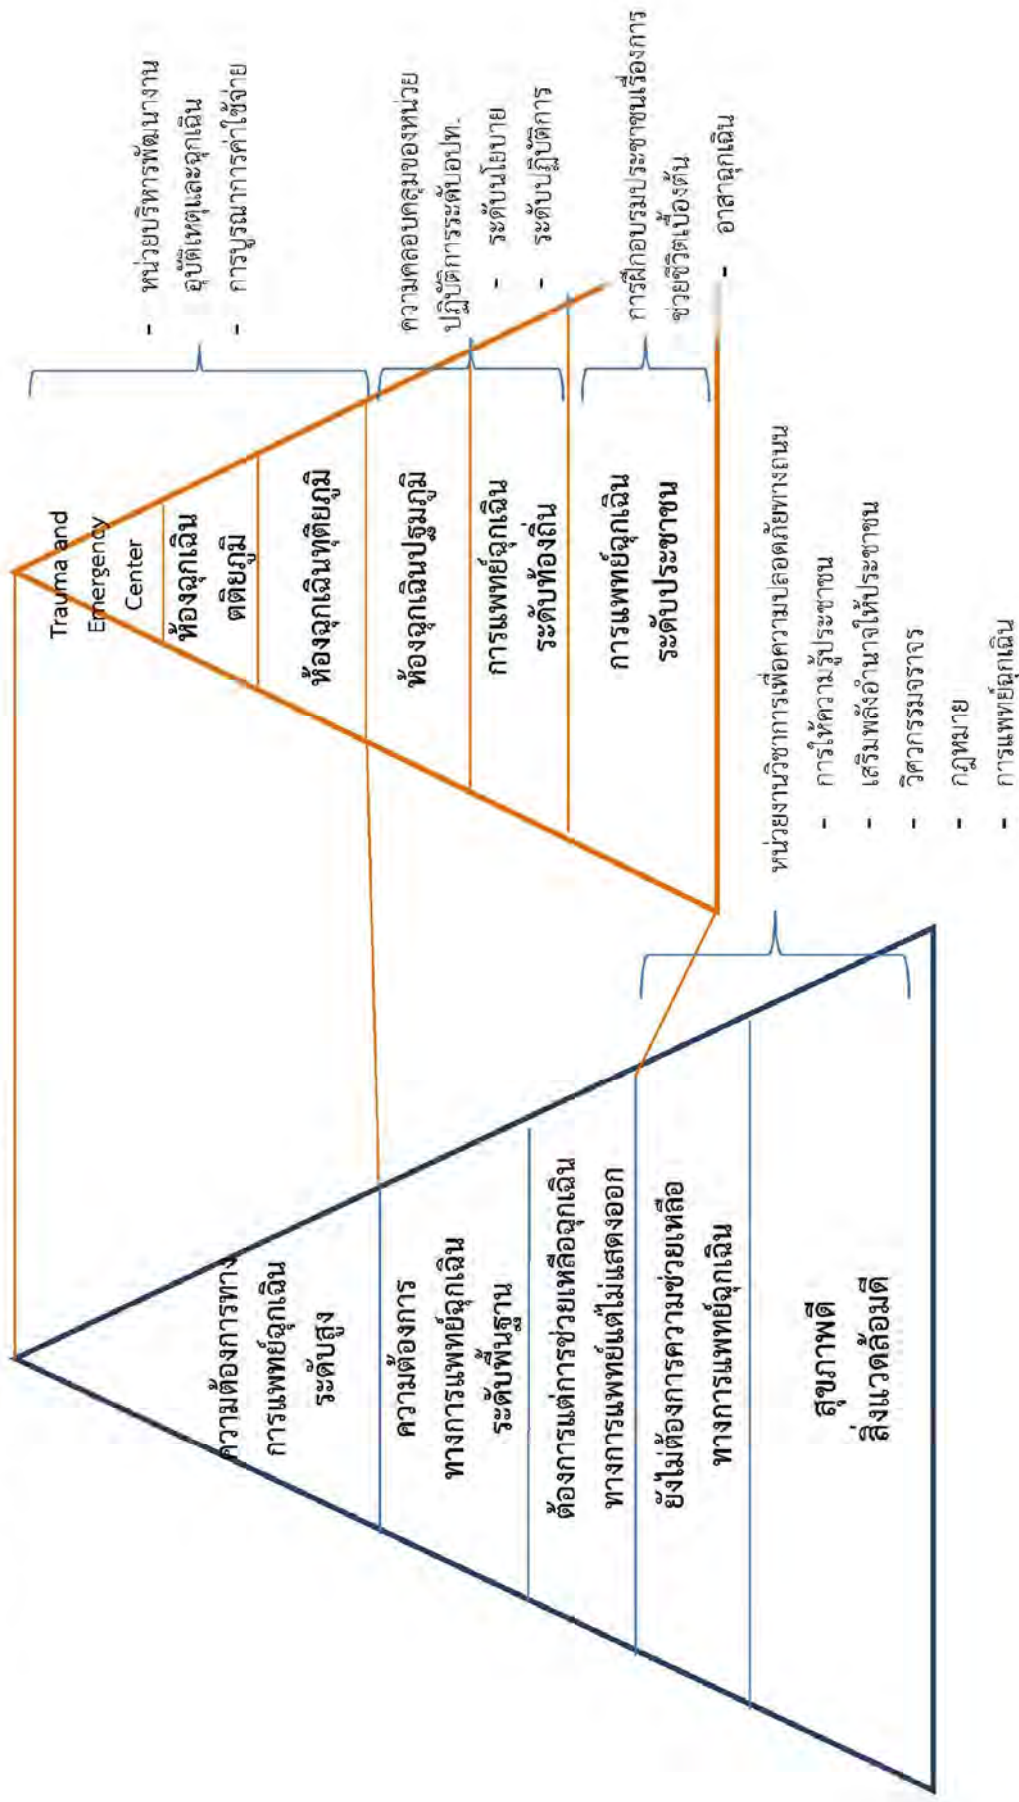 ความต้องการทาง
การแพทย์ฉุกเฉิน
ระดับสูง
ความต้องการ
ทางการแพทย์ฉุกเฉิน
ระดับพื้นฐาน
ต้องการแต่การช่วยเหลือฉุกเฉิน
ทางการแพทย์แต่ไม่แสดงออก
ยังไม่ต้องการความช่วยเหลือ
ทางการแพทย์ฉุกเฉิน
สุขภาพดี
สิ่งแวดล้อมดี
Trauma and
Emergency
Center
ห้องฉุกเฉิน
ตติยภูมิ
ห้องฉุกเฉินทุติยภูมิ
ห้องฉุกเฉินปฐมภูมิ
การแพทย์ฉุกเฉิน
ระดับท้องถิ่น
การแพทย์ฉุกเฉิน
ระดับประชาชน
- หน่วยบริหารพัฒนางาน
อุบัติเหตุและฉุกเฉิน
- การบูรณาการค่าใช้จ่าย
ความคลอบคลุมของหน่วย
ปฏิบัติการระดับอปท.
- ระดับนโยบาย
- ระดับปฏิบัติการ
การฝึกอบรมประชาชนเรื่องการ
ช่วยชีวิตเบื้องต้น
- อาสาฉุกเฉิน
หน่วยงานวิชาการเพื่อความปลอดภัยทางถนน
- การให้ความรู้ประชาชน
- เสริมพลังอำนาจให้ประชาชน
- วิศวกรรมจราจร
- กฎหมาย
- การแพทย์ฉุกเฉิน